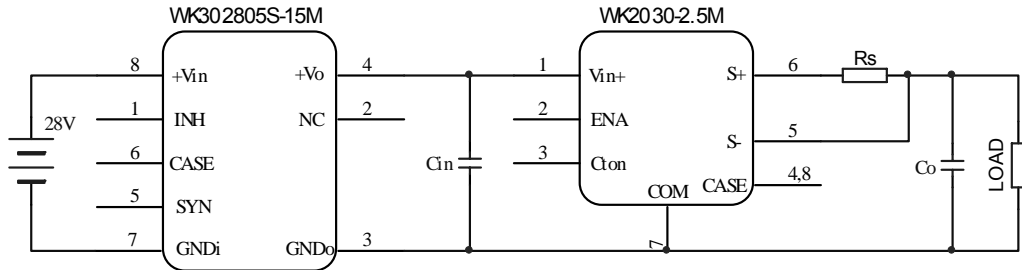 WK302805S-15M
WK2030-2.5M
8 +Vin +Vo 4 1 Vin+ S+ 6 Rs
28V 1 INH NC 2 2 ENA
S- 5
6 CASE Cin 3 Cton Co LOAD
COM CASE 4,8
5 SYN
7 GNDi GNDo 3 7